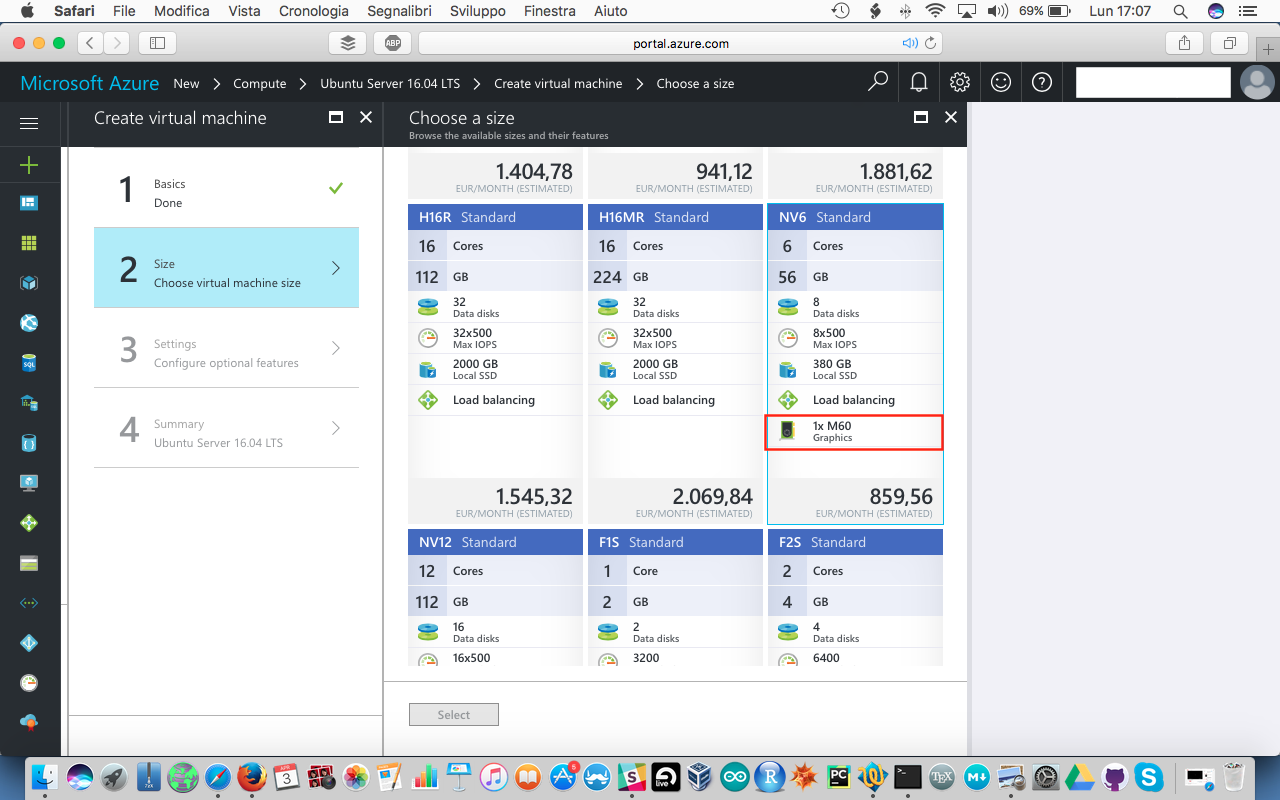 Safari File Modifica Vista Cronologia Segnalibri Sviluppo Finestra Aiuto 69% Lun 17:07
ABP portal.azure.com
Microsoft Azure New Compute Ubuntu Server 16.04 LTS Create virtual machine Choose a size
Create virtual machine
1 Basics
Done
2 Size
Choose virtual machine size
3 Settings
Configure optional features
4 Summary
Ubuntu Server 16.04 LTS
SQL
Choose a size
Browse the available sizes and their features
1.404,78 941,12 1.881,62
EUR/MONTH (ESTIMATED) EUR/MONTH (ESTIMATED) EUR/MONTH (ESTIMATED)
H16R Standard H16MR Standard NV6 Standard
16 Cores 16 Cores 6 Cores
112 GB 224 GB 56 GB
32 32 8
Data disks Data disks Data disks
32x500 32x500 8x500
Max IOPS Max IOPS Max IOPS
2000 GB 2000 GB 380 GB
Local SSD Local SSD Local SSD
Load balancing Load balancing Load balancing
1x M60
Graphics
1.545,32 2.069,84 859,56
EUR/MONTH (ESTIMATED) EUR/MONTH (ESTIMATED) EUR/MONTH (ESTIMATED)
NV12 Standard F1S Standard F2S Standard
12 Cores 1 Core 2 Cores
112 GB 2 GB 4 GB
16 2 4
Data disks Data disks Data disks
16x500 3200 6400
Select
APR
3
5
live
R
PC
TEX
M
S